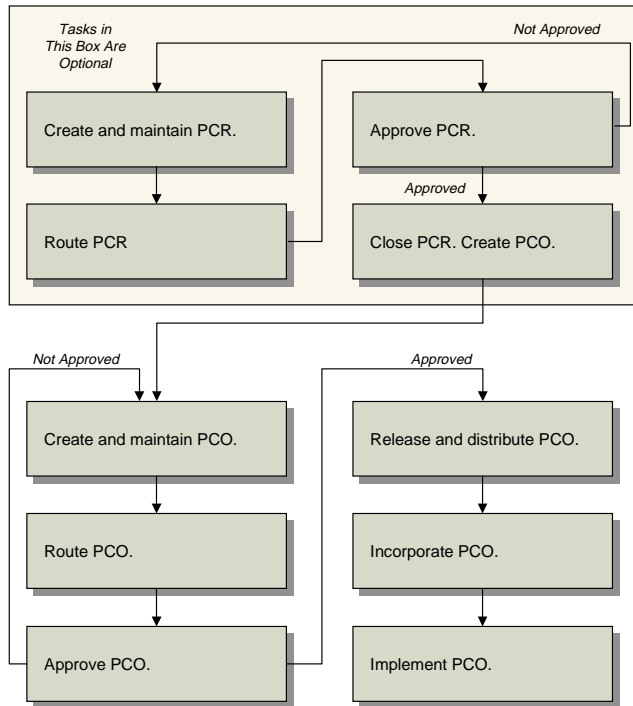 Tasks in
This Box Are
Optional
Not Approved
Create and maintain PCR.
Approve PCR.
Approved
Route PCR
Close PCR. Create PCO.
Not Approved
Approved
Create and maintain PCO.
Release and distribute PCO.
Route PCO.
Incorporate PCO.
Approve PCO.
Implement PCO.